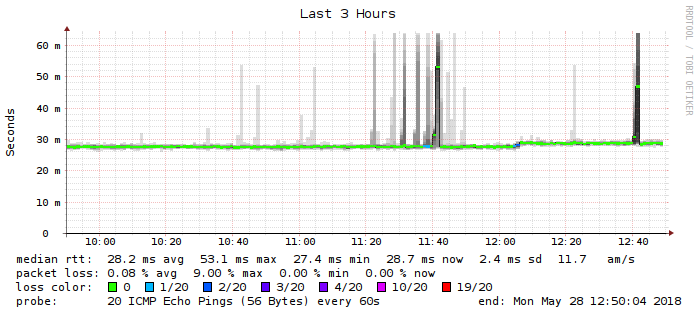 Last 3 Hours
RRDTOOL / TOBI OETIKER
Seconds
60 m
50 m
40 m
30 m
20 m
10 m
0
10:00 10:20 10:40 11:00 11:20 11:40 12:00 12:20 12:40
median rtt: 28.2 ms avg 53.1 ms max 27.4 ms min 28.7 ms now 2.4 ms sd 11.7 am/s
packet loss: 0.08 % avg 9.00 % max 0.00 % min 0.00 % now
loss color: 0 1/20 2/20 3/20 4/20 10/20 19/20
probe: 20 ICMP Echo Pings (56 Bytes) every 60s end: Mon May 28 12:50:04 2018